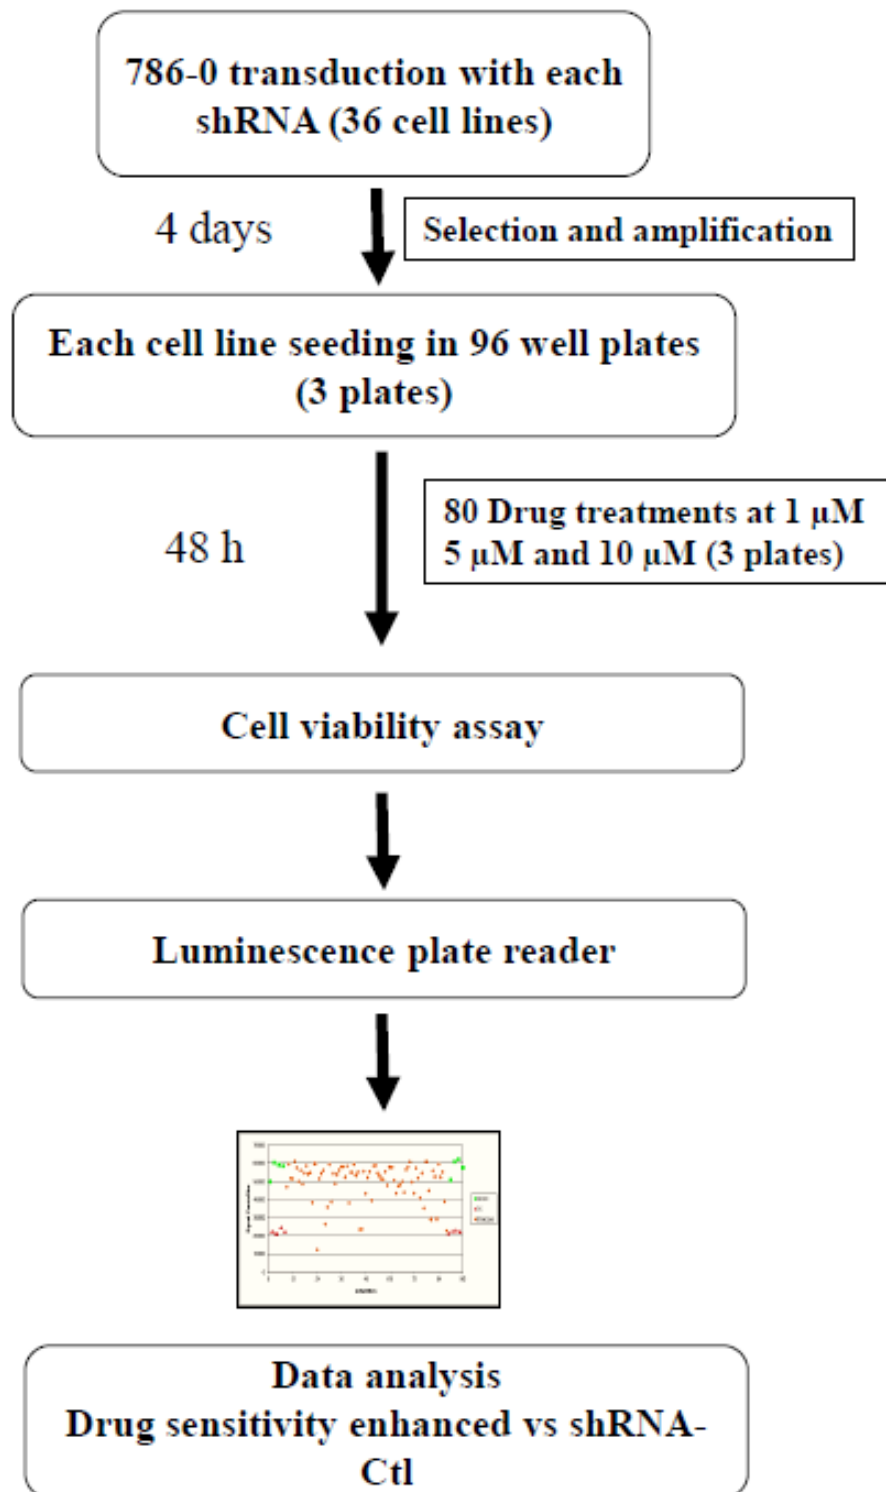 786-0 transduction with each
shRNA (36 cell lines)
4 days
Selection and amplification
Each cell line seeding in 96 well plates
(3 plates)
80 Drug treatments at 1 µM
5 µM and 10 µM (3 plates)
48 h
Cell viability assay
Luminescence plate reader
Data analysis
Drug sensitivity enhanced vs shRNA-
Ctl